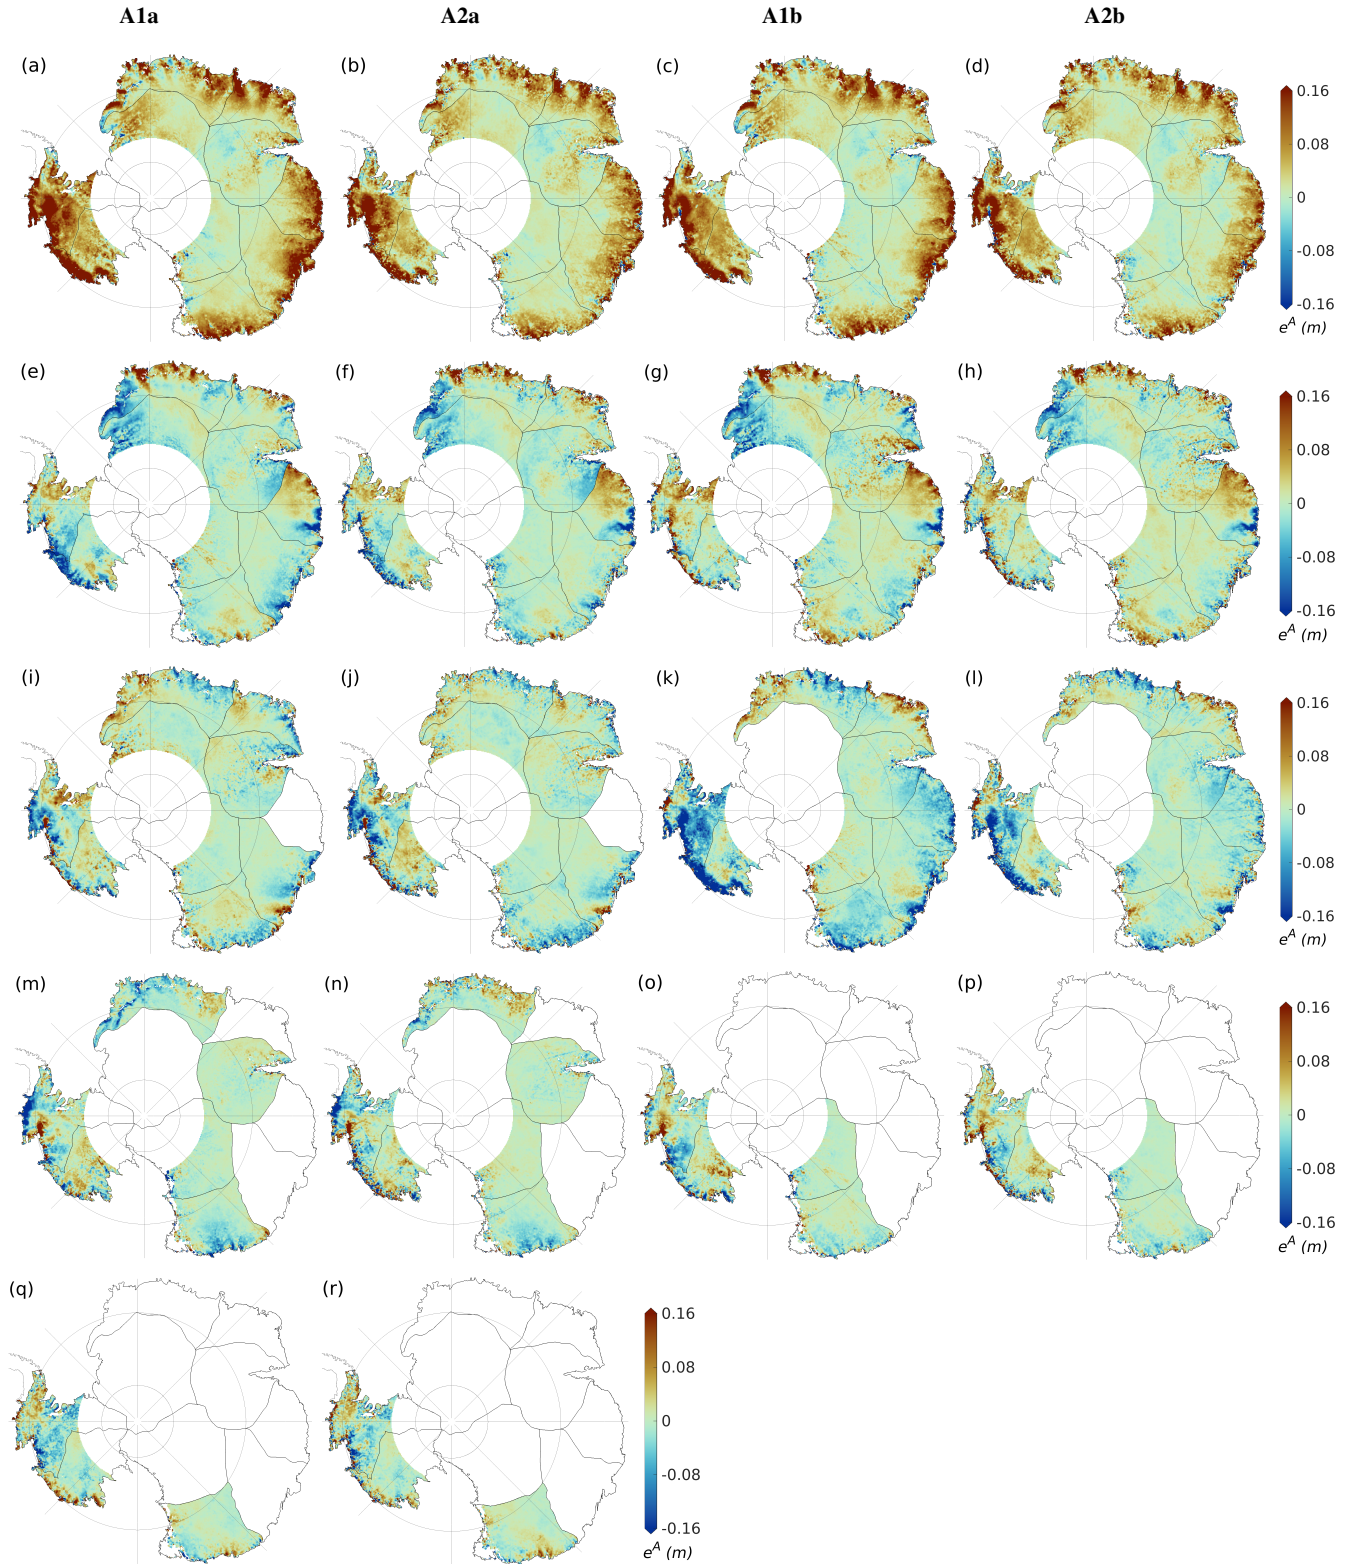 A1a A2a A1b A2b
(a) (b) (c) (d)
0.16
0.08
0
-0.08
-0.16
e^A (m)
(e) (f) (g) (h)
0.16
0.08
0
-0.08
-0.16
e^A (m)
(i) (j) (k) (l)
0.16
0.08
0
-0.08
-0.16
e^A (m)
(m) (n) (o) (p)
0.16
0.08
0
-0.08
-0.16
e^A (m)
(q) (r)
0.16
0.08
0
-0.08
-0.16
e^A (m)